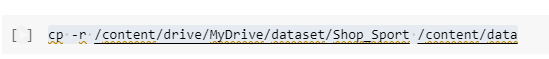 [ ] cp -r /content/drive/MyDrive/dataset/Shop_Sport /content/data